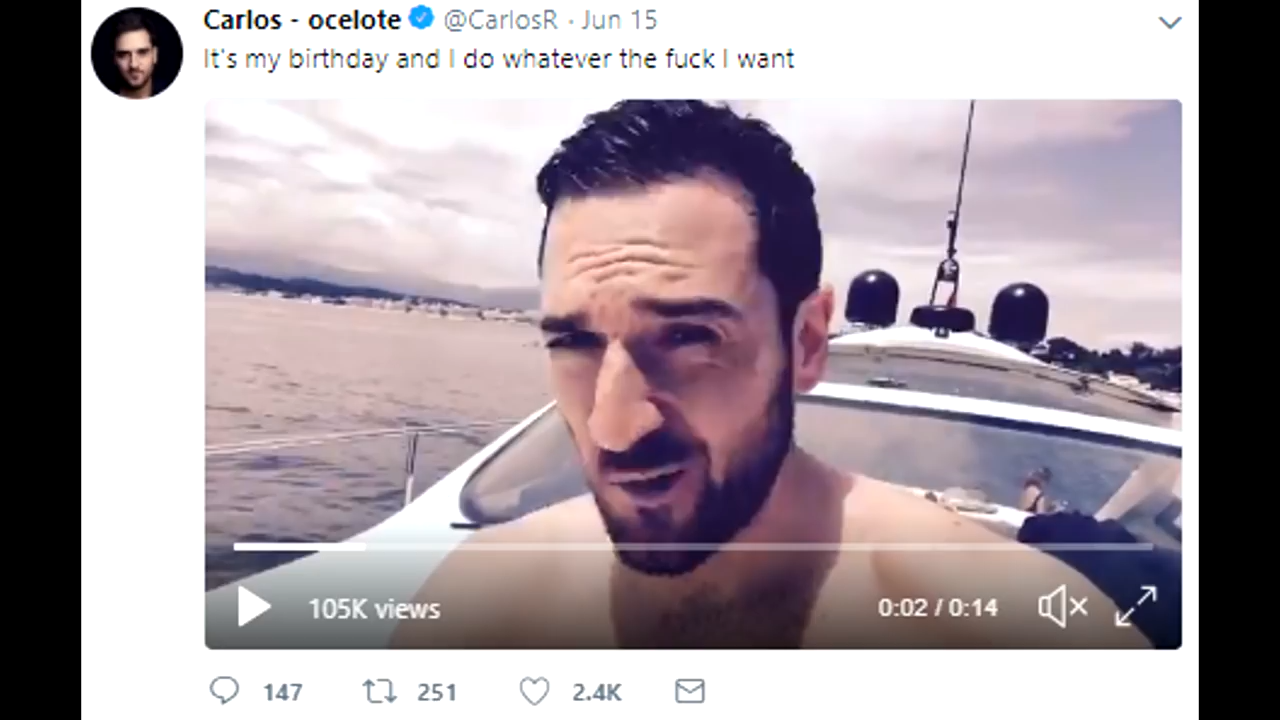 Carlos - ocelote @CarlosR · Jun 15
It's my birthday and I do whatever the fuck I want
105K views
0:02 / 0:14
147
251
2.4K